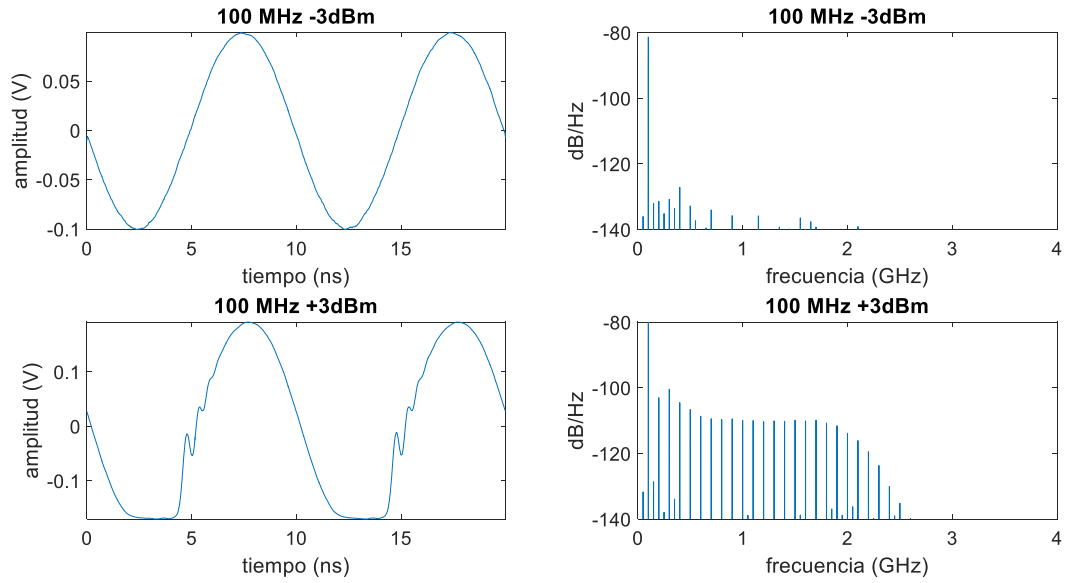 100 MHz -3dBm
amplitud (V)
0.05
0
-0.05
-0.1
0
5
10
15
tiempo (ns)
100 MHz -3dBm
dB/Hz
-80
-100
-120
-140
0
1
2
3
4
frecuencia (GHz)
100 MHz +3dBm
amplitud (V)
0.1
0
-0.1
0
5
10
15
tiempo (ns)
100 MHz +3dBm
dB/Hz
-80
-100
-120
-140
0
1
2
3
4
frecuencia (GHz)